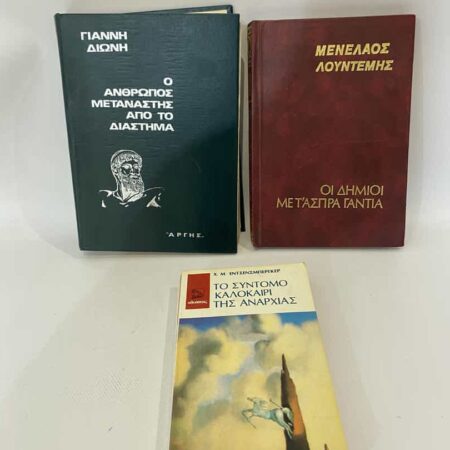 ΓΙΑΝΝΗ
ΔΙΩΝΗ
Ο
ΑΝΘΡΩΠΟΣ
ΜΕΤΑΝΑΣΤΗΣ
ΑΠΟ ΤΟ
ΔΙΑΣΤΗΜΑ
'ΑΡΓΗΣ.
ΜΕΝΕΛΑΟΣ
ΛΟΥΝΤΕΜΗΣ
ΟΙ ΔΗΜΙΟΙ
ΜΕ Τ'ΑΣΠΡΑ ΓΑΝΤΙΑ
Χ. Μ. ΕΝΤΣΕΝΣΜΠΕΡΓΚΕΡ
ΤΟ ΣΥΝΤΟΜΟ
ΚΑΛΟΚΑΙΡΙ
ΤΗΣ ΑΝΑΡΧΙΑΣ